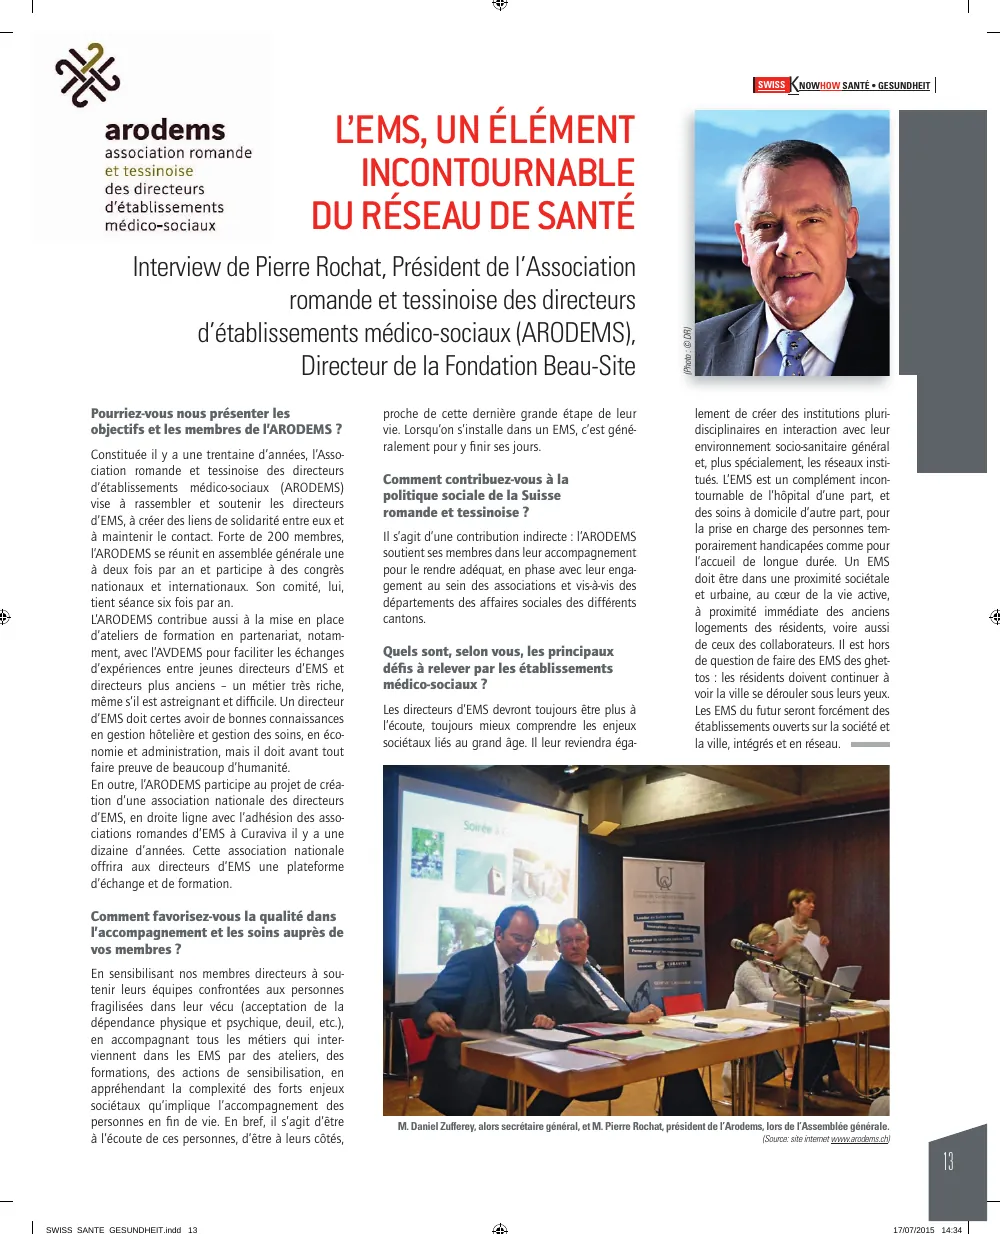 arodems
association romande
et tessinoise
des directeurs
d'établissements
médico-sociaux
SWISS KNOWHOW SANTÉ • GESUNDHEIT
L'EMS, UN ÉLÉMENT
INCONTOURNABLE
DU RÉSEAU DE SANTÉ
Interview de Pierre Rochat, Président de l'Association
romande et tessinoise des directeurs
d'établissements médico-sociaux (ARODEMS),
Directeur de la Fondation Beau-Site
(Photo : © DR)
Pourriez-vous nous présenter les
objectifs et les membres de l'ARODEMS ?
Constituée il y a une trentaine d'années, l'Asso-
ciation romande et tessinoise des directeurs
d'établissements médico-sociaux (ARODEMS)
vise à rassembler et soutenir les directeurs
d'EMS, à créer des liens de solidarité entre eux et
à maintenir le contact. Forte de 200 membres,
l'ARODEMS se réunit en assemblée générale une
à deux fois par an et participe à des congrès
nationaux et internationaux. Son comité, lui,
tient séance six fois par an.
L'ARODEMS contribue aussi à la mise en place
d'ateliers de formation en partenariat, notam-
ment, avec l'AVDEMS pour faciliter les échanges
d'expériences entre jeunes directeurs d'EMS et
directeurs plus anciens – un métier très riche,
même s'il est astreignant et difficile. Un directeur
d'EMS doit certes avoir de bonnes connaissances
en gestion hôtelière et gestion des soins, en éco-
nomie et administration, mais il doit avant tout
faire preuve de beaucoup d'humanité.
En outre, l'ARODEMS participe au projet de créa-
tion d'une association nationale des directeurs
d'EMS, en droite ligne avec l'adhésion des asso-
ciations romandes d'EMS à Curaviva il y a une
dizaine d'années. Cette association nationale
offrira aux directeurs d'EMS une plateforme
d'échange et de formation.
Comment favorisez-vous la qualité dans
l'accompagnement et les soins auprès de
vos membres ?
En sensibilisant nos membres directeurs à sou-
tenir leurs équipes confrontées aux personnes
fragilisées dans leur vécu (acceptation de la
dépendance physique et psychique, deuil, etc.),
en accompagnant tous les métiers qui inter-
viennent dans les EMS par des ateliers, des
formations, des actions de sensibilisation, en
appréhendant la complexité des forts enjeux
sociétaux qu'implique l'accompagnement des
personnes en fin de vie. En bref, il s'agit d'être
à l'écoute de ces personnes, d'être à leurs côtés,
proche de cette dernière grande étape de leur
vie. Lorsqu'on s'installe dans un EMS, c'est géné-
ralement pour y finir ses jours.
Comment contribuez-vous à la
politique sociale de la Suisse
romande et tessinoise ?
Il s'agit d'une contribution indirecte : l'ARODEMS
soutient ses membres dans leur accompagnement
pour le rendre adéquat, en phase avec leur enga-
gement au sein des associations et vis-à-vis des
départements des affaires sociales des différents
cantons.
Quels sont, selon vous, les principaux
défis à relever par les établissements
médico-sociaux ?
Les directeurs d'EMS devront toujours être plus à
l'écoute, toujours mieux comprendre les enjeux
sociétaux liés au grand âge. Il leur reviendra éga-
lement de créer des institutions pluri-
disciplinaires en interaction avec leur
environnement socio-sanitaire général
et, plus spécialement, les réseaux insti-
tués. L'EMS est un complément incon-
tournable de l'hôpital d'une part, et
des soins à domicile d'autre part, pour
la prise en charge des personnes tem-
porairement handicapées comme pour
l'accueil de longue durée. Un EMS
doit être dans une proximité sociétale
et urbaine, au cœur de la vie active,
à proximité immédiate des anciens
logements des résidents, voire aussi
de ceux des collaborateurs. Il est hors
de question de faire des EMS des ghet-
tos : les résidents doivent continuer à
voir la ville se dérouler sous leurs yeux.
Les EMS du futur seront forcément des
établissements ouverts sur la société et
la ville, intégrés et en réseau.
Soirée à
M. Daniel Zufferey, alors secrétaire général, et M. Pierre Rochat, président de l'Arodems, lors de l'Assemblée générale.
(Source: site internet www.arodems.ch)
13
SWISS_SANTE_GESUNDHEIT.indd 13
17/07/2015 14:34